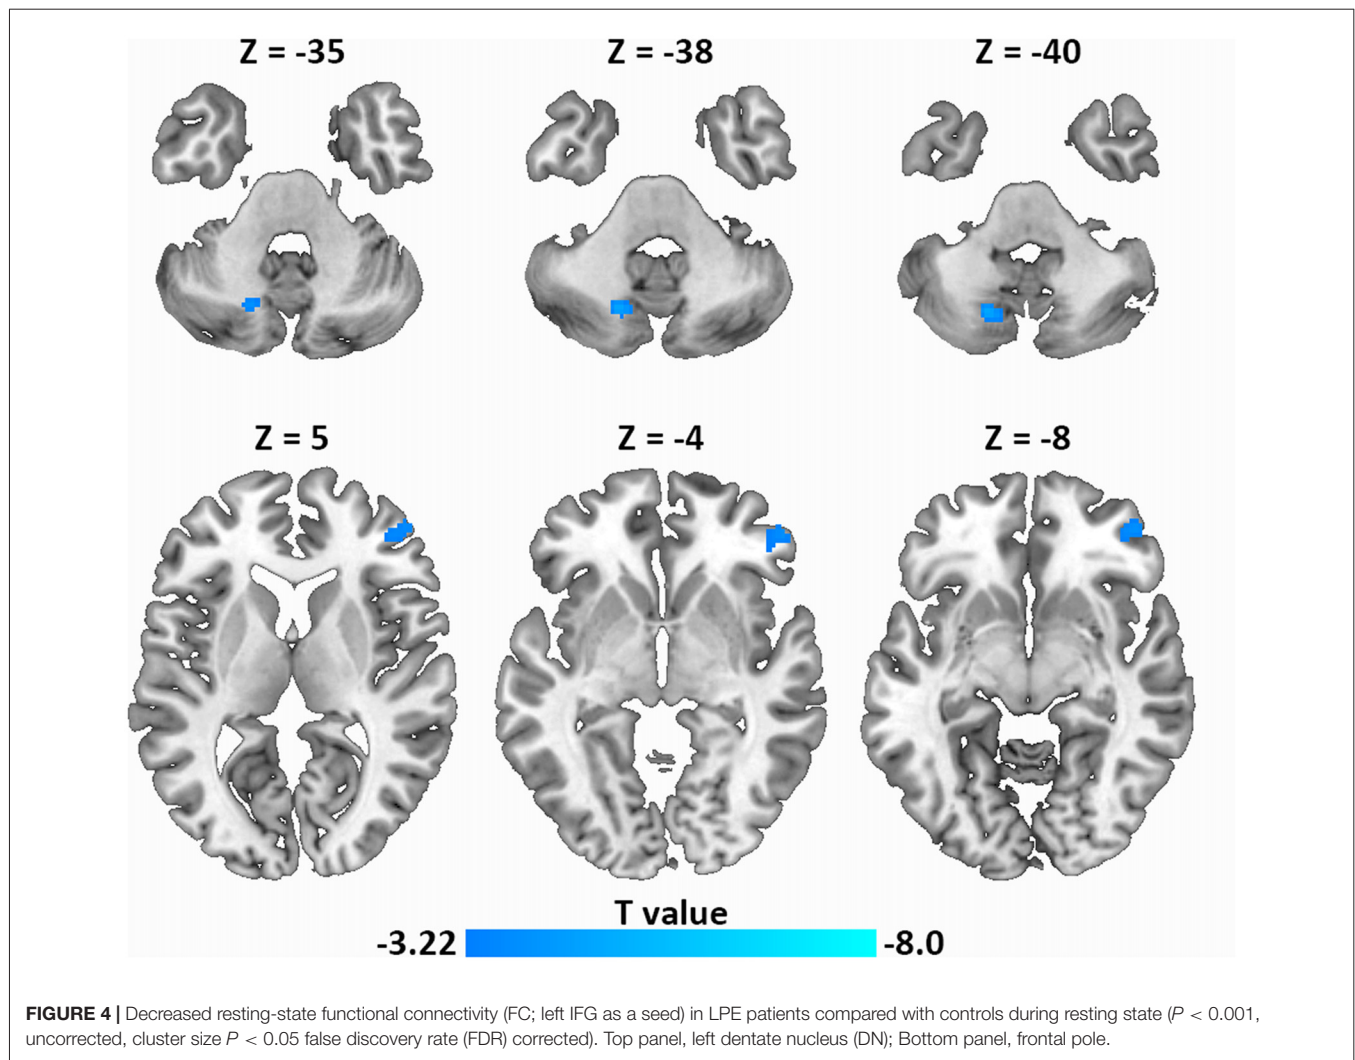 Z = -35 Z = -38 Z = -40
Z = 5 Z = -4 Z = -8
T value
-3.22 -8.0
FIGURE 4 | Decreased resting-state functional connectivity (FC; left IFG as a seed) in LPE patients compared with controls during resting state (P < 0.001,
uncorrected, cluster size P < 0.05 false discovery rate (FDR) corrected). Top panel, left dentate nucleus (DN); Bottom panel, frontal pole.